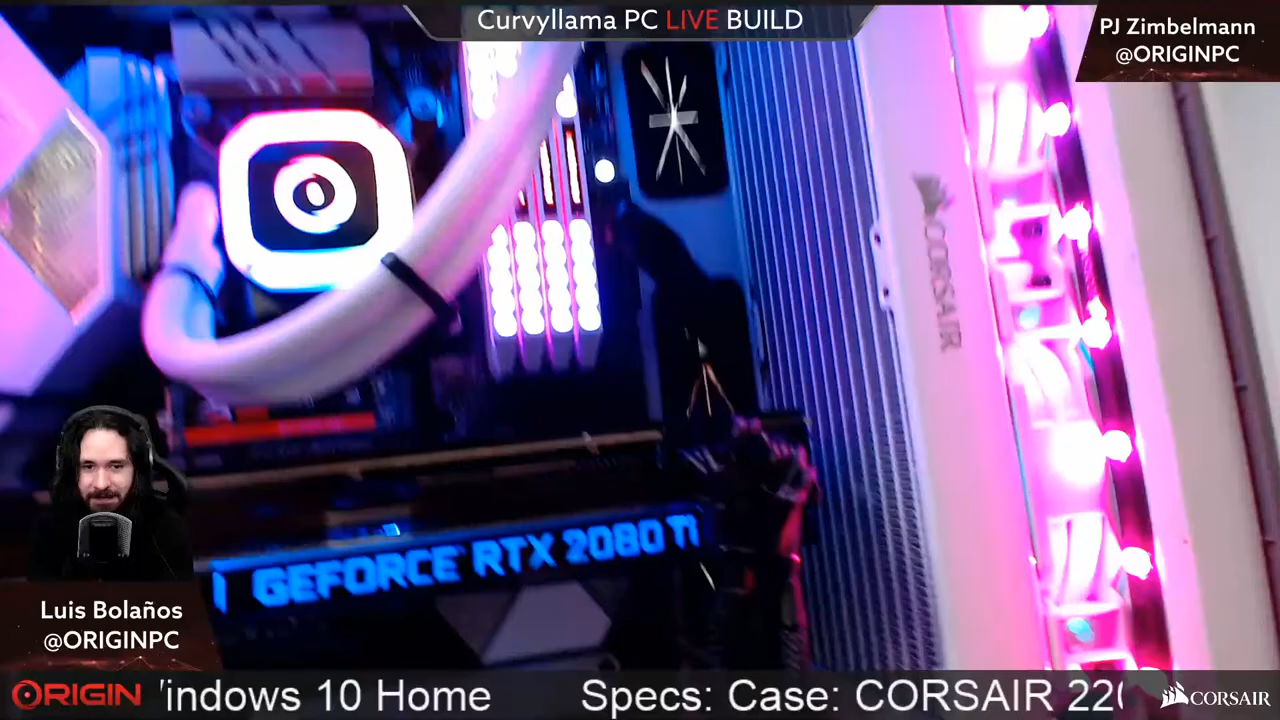 Curvyllama PC LIVE BUILD
PJ Zimbelmann
@ORIGINPC
CORSAIR
GEFORCE RTX 2080 TI
Luis Bolaños
@ORIGINPC
ORIGIN
indows 10 Home Specs: Case: CORSAIR 220
CORSAIR